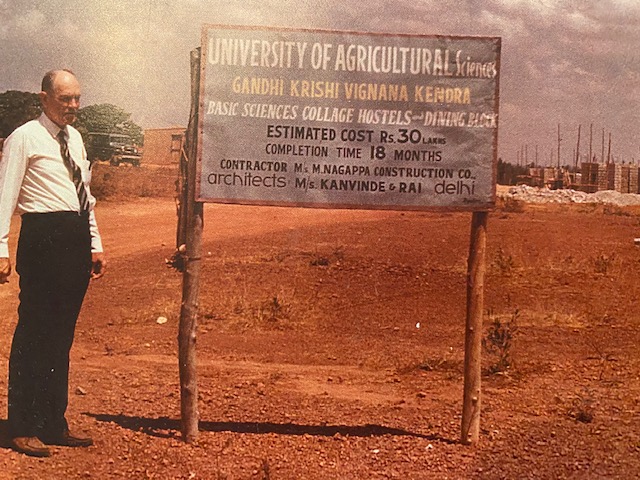 UNIVERSITY OF AGRICULTURAL Sciences
GANDHI KRISHI VIGNANA KENDRA
BASIC SCIENCES COLLAGE HOSTELS - DINING BLOCK
ESTIMATED COST Rs. 30 LAKHS
COMPLETION TIME 18 MONTHS
CONTRACTOR M/s. M.NAGAPPA CONSTRUCTION CO.,
architects M/s. KANVINDE & RAI delhi